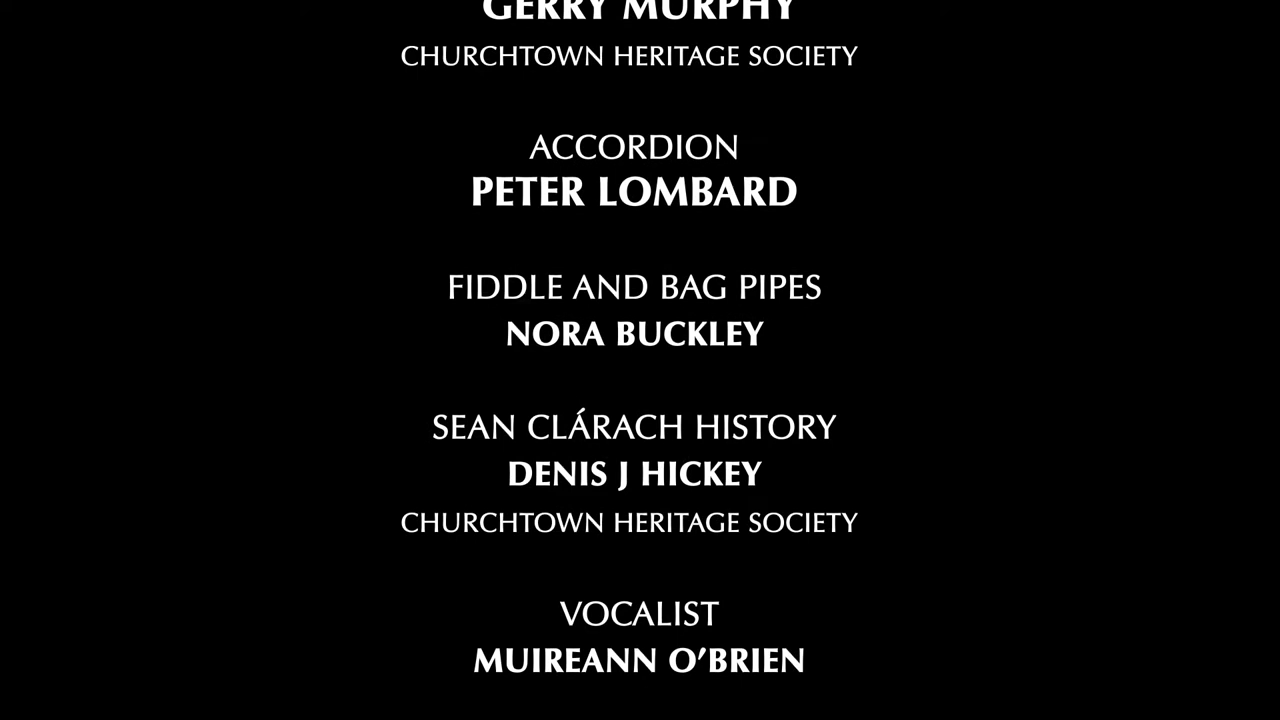 GERRY MURPHY
CHURCHTOWN HERITAGE SOCIETY
ACCORDION
PETER LOMBARD
FIDDLE AND BAG PIPES
NORA BUCKLEY
SEAN CLÁRACH HISTORY
DENIS J HICKEY
CHURCHTOWN HERITAGE SOCIETY
VOCALIST
MUIREANN O’BRIEN